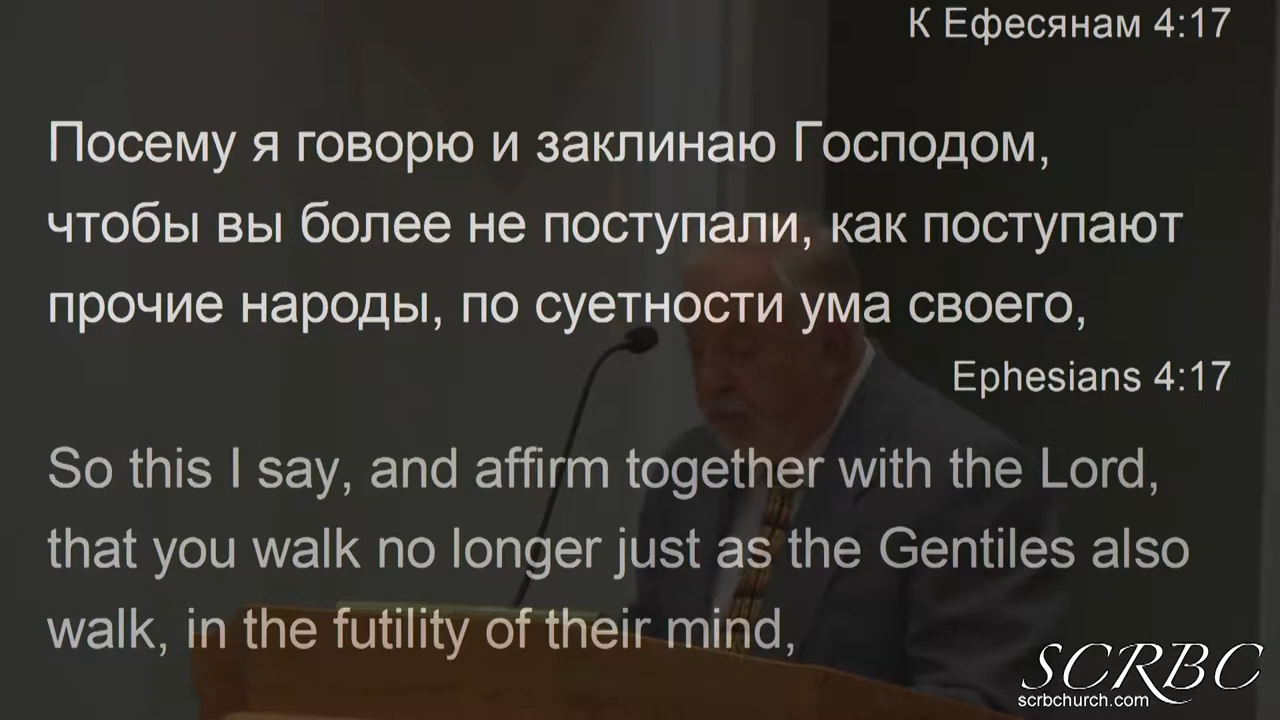 К Ефесянам 4:17
Посему я говорю и заклинаю Господом,
чтобы вы более не поступали, как поступают
прочие народы, по суетности ума своего,
Ephesians 4:17
So this I say, and affirm together with the Lord,
that you walk no longer just as the Gentiles also
walk, in the futility of their mind,
SCRBC
scrbchurch.com